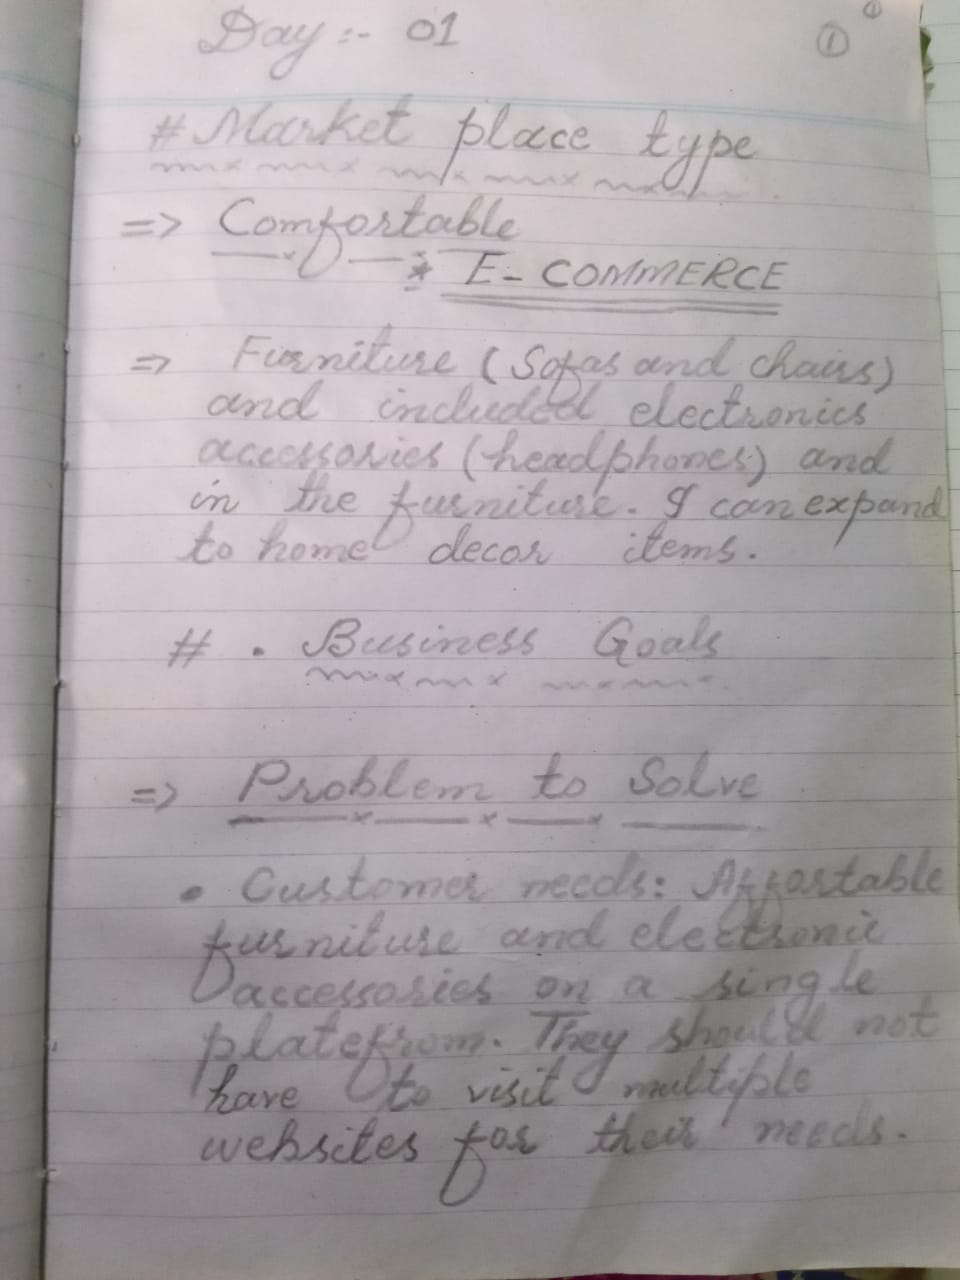 Day :- 01
①
①
# Market place type
=> Comfortable
* E-COMMERCE
=> Furniture (Sofas and chairs)
and included electronics
accessories (headphones) and
in the furniture. I can expand
to home decor items.
# . Business Goals
=> Problem to Solve
• Customer needs: Affortable
furniture and electronic
accessories on a single
platefrom. They should not
have to visit multiple
websites for their needs.